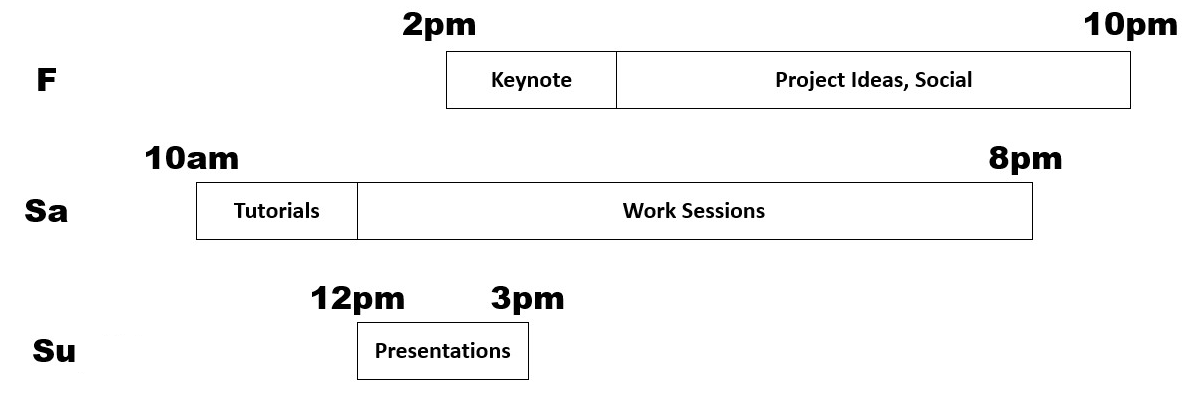 2pm 10pm
F Keynote Project Ideas, Social
10am 8pm
Sa Tutorials Work Sessions
12pm 3pm
Su Presentations